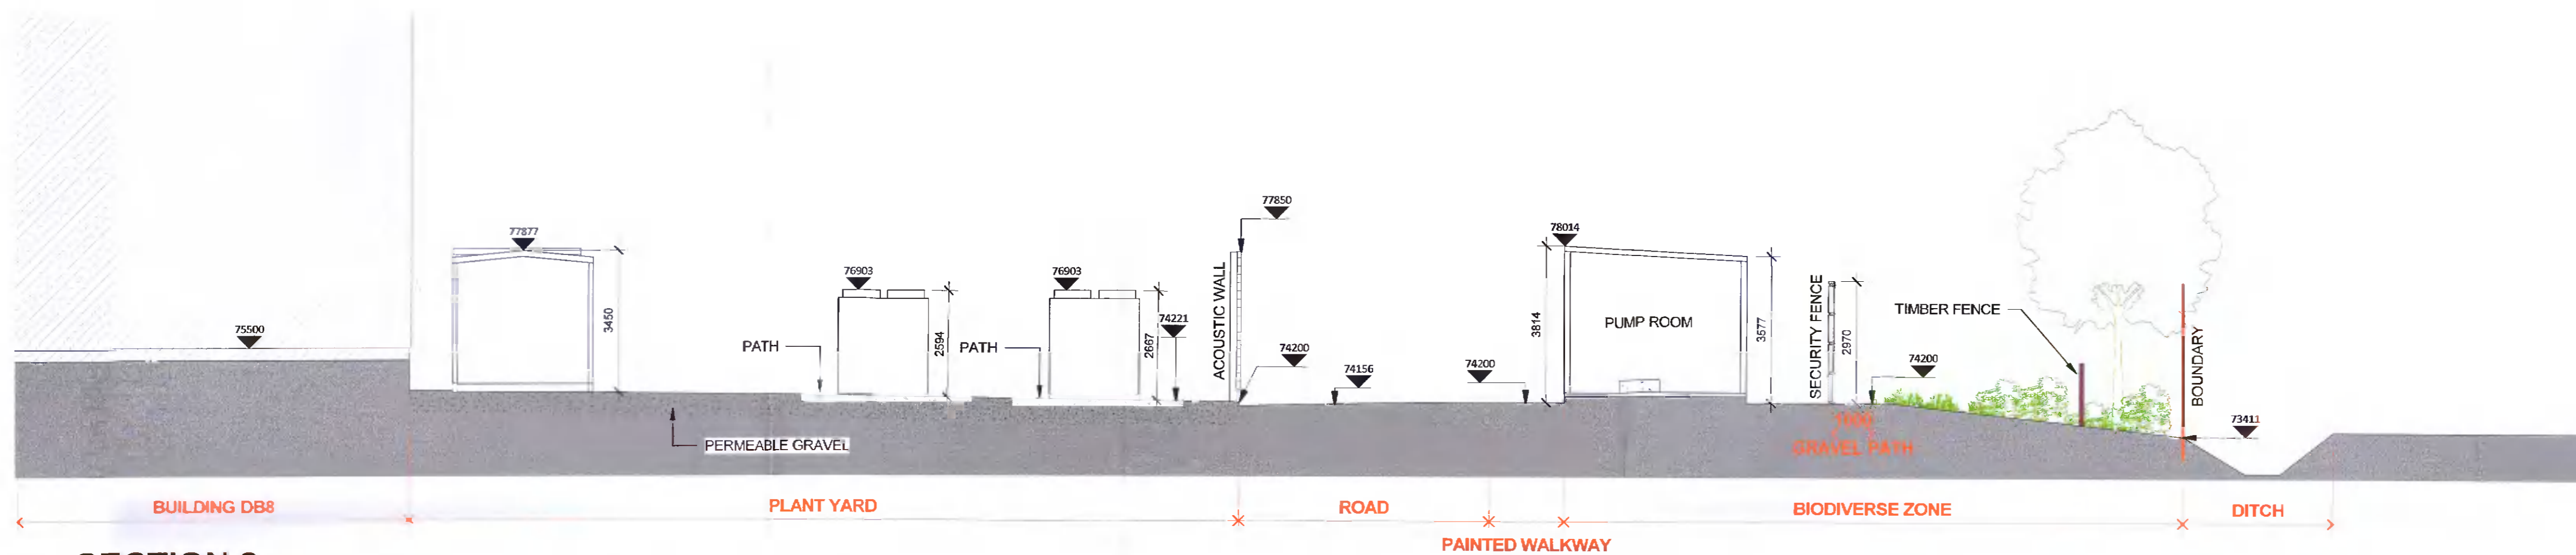 77877
3450
75500
PATH
76903
2594
PATH
76903
2667
74221
PERMEABLE GRAVEL
ACOUSTIC WALL
77850
74200
74156
74200
78014
3814
PUMP ROOM
3577
SECURITY FENCE
2970
74200
TIMBER FENCE
BOUNDARY
73411
GRAVEL PATH
BUILDING DB8
PLANT YARD
ROAD
PAINTED WALKWAY
BIODIVERSE ZONE
DITCH